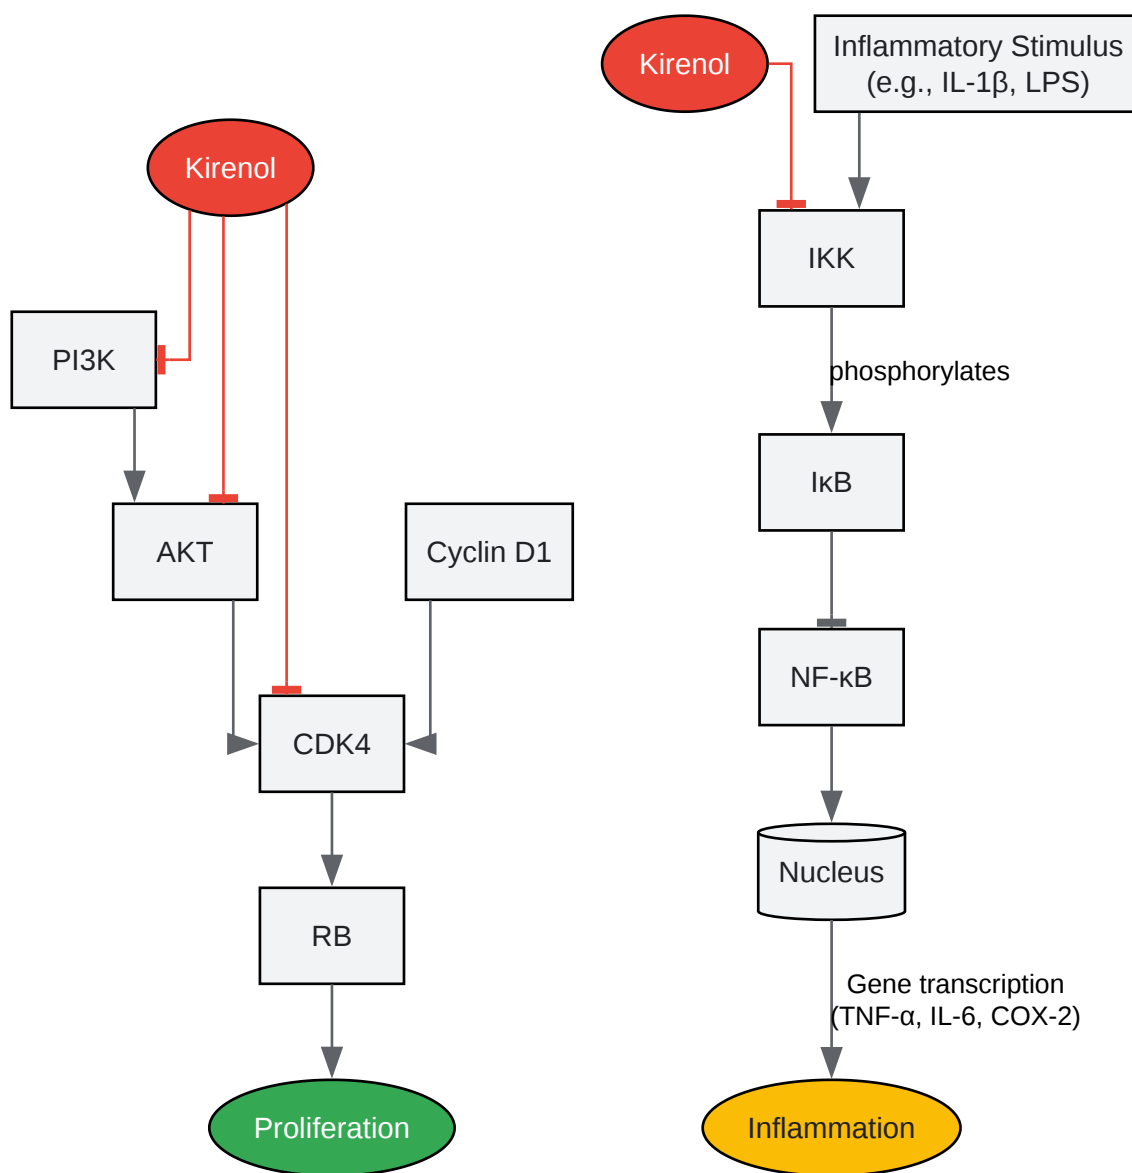 Kirenol
PI3K
AKT
Cyclin D1
CDK4
RB
Proliferation
Kirenol
Inflammatory Stimulus
(e.g., IL-1β, LPS)
IKK
phosphorylates
IκB
NF-κB
Nucleus
Gene transcription
(TNF-α, IL-6, COX-2)
Inflammation